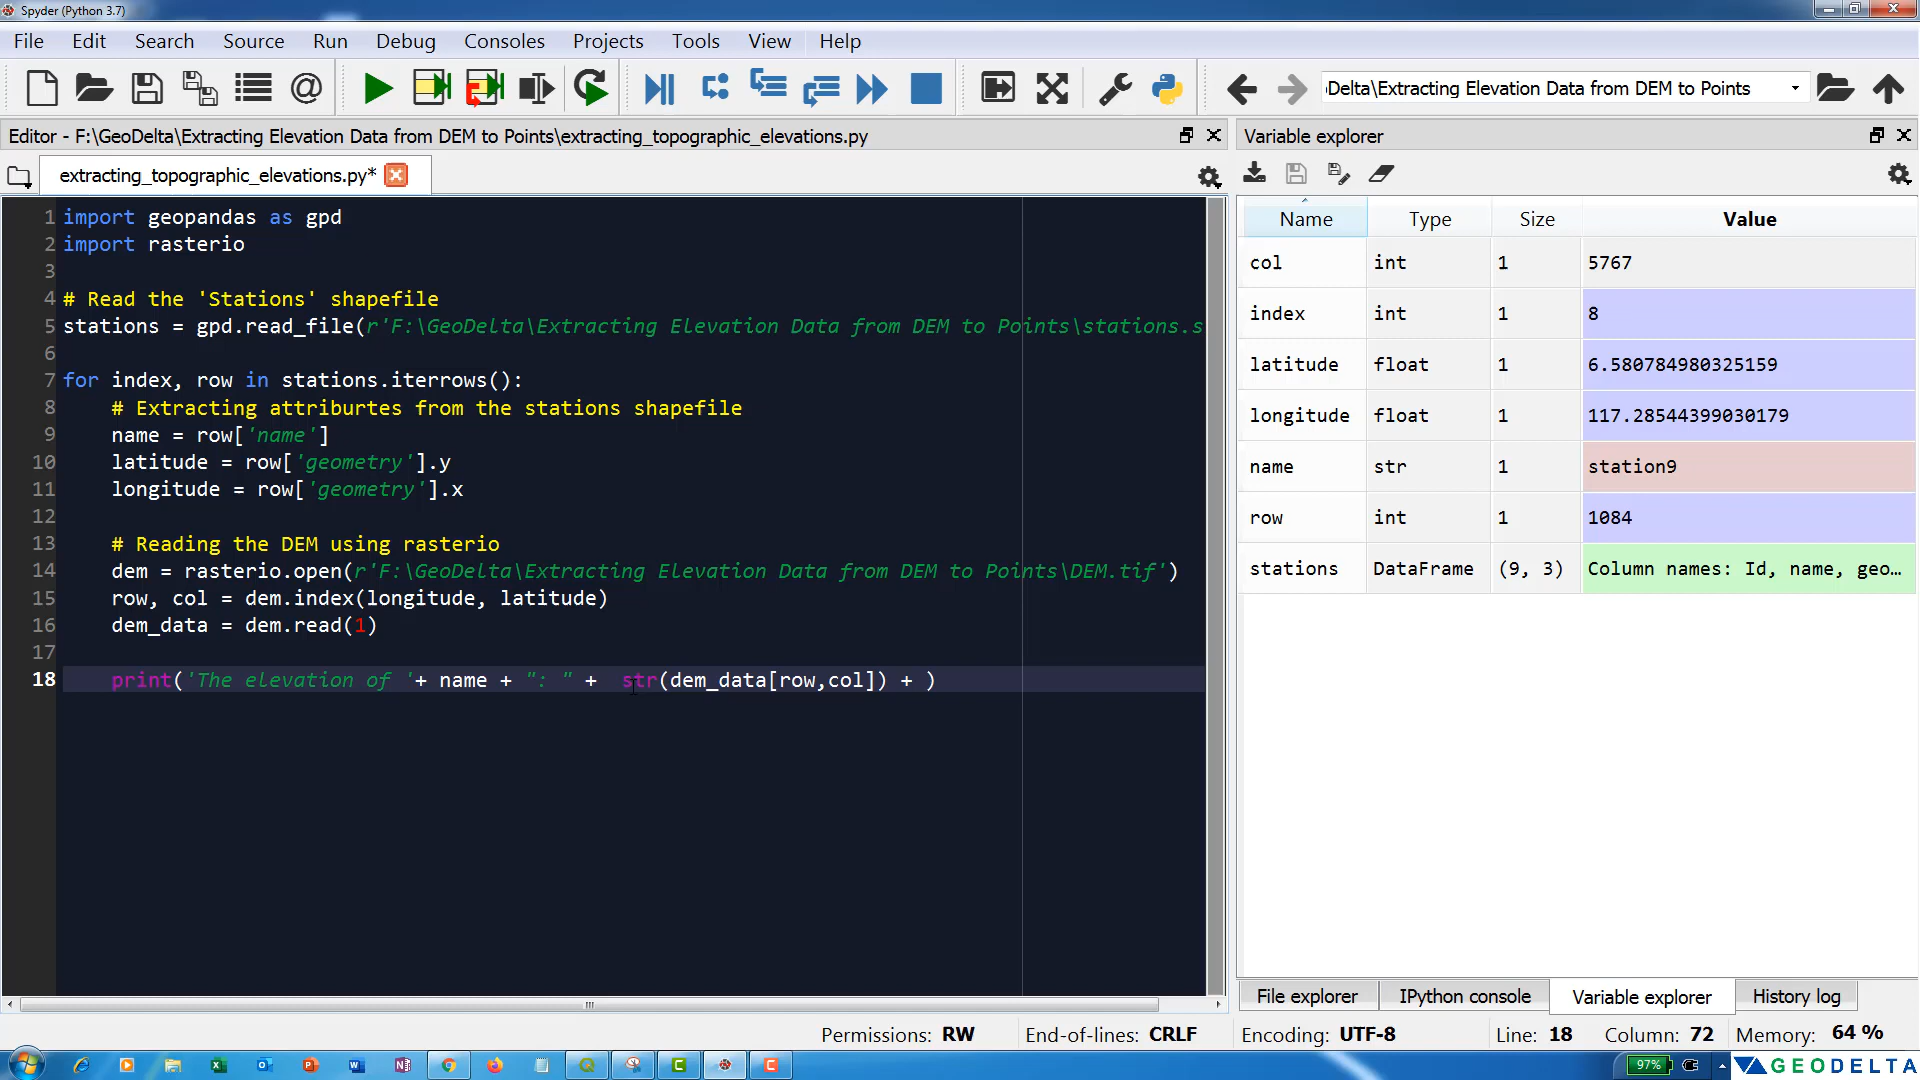 Spyder (Python 3.7)
File Edit Search Source Run Debug Consoles Projects Tools View Help
Delta\Extracting Elevation Data from DEM to Points
Editor - F:\GeoDelta\Extracting Elevation Data from DEM to Points\extracting_topographic_elevations.py
Variable explorer
extracting_topographic_elevations.py*
1 import geopandas as gpd
2 import rasterio
3
4 # Read the 'Stations' shapefile
5 stations = gpd.read_file(r'F:\GeoDelta\Extracting Elevation Data from DEM to Points\stations.s
6
7 for index, row in stations.iterrows():
8     # Extracting attriburtes from the stations shapefile
9     name = row['name']
10     latitude = row['geometry'].y
11     longitude = row['geometry'].x
12
13     # Reading the DEM using rasterio
14     dem = rasterio.open(r'F:\GeoDelta\Extracting Elevation Data from DEM to Points\DEM.tif')
15     row, col = dem.index(longitude, latitude)
16     dem_data = dem.read(1)
17
18     print('The elevation of '+ name + ": " +  str(dem_data[row,col]) + )
Name Type Size Value
col int 1 5767
index int 1 8
latitude float 1 6.580784980325159
longitude float 1 117.28544399030179
name str 1 station9
row int 1 1084
stations DataFrame (9, 3) Column names: Id, name, geo...
File explorer IPython console Variable explorer History log
Permissions: RW End-of-lines: CRLF Encoding: UTF-8 Line: 18 Column: 72 Memory: 64 %
97%
GEODELTA